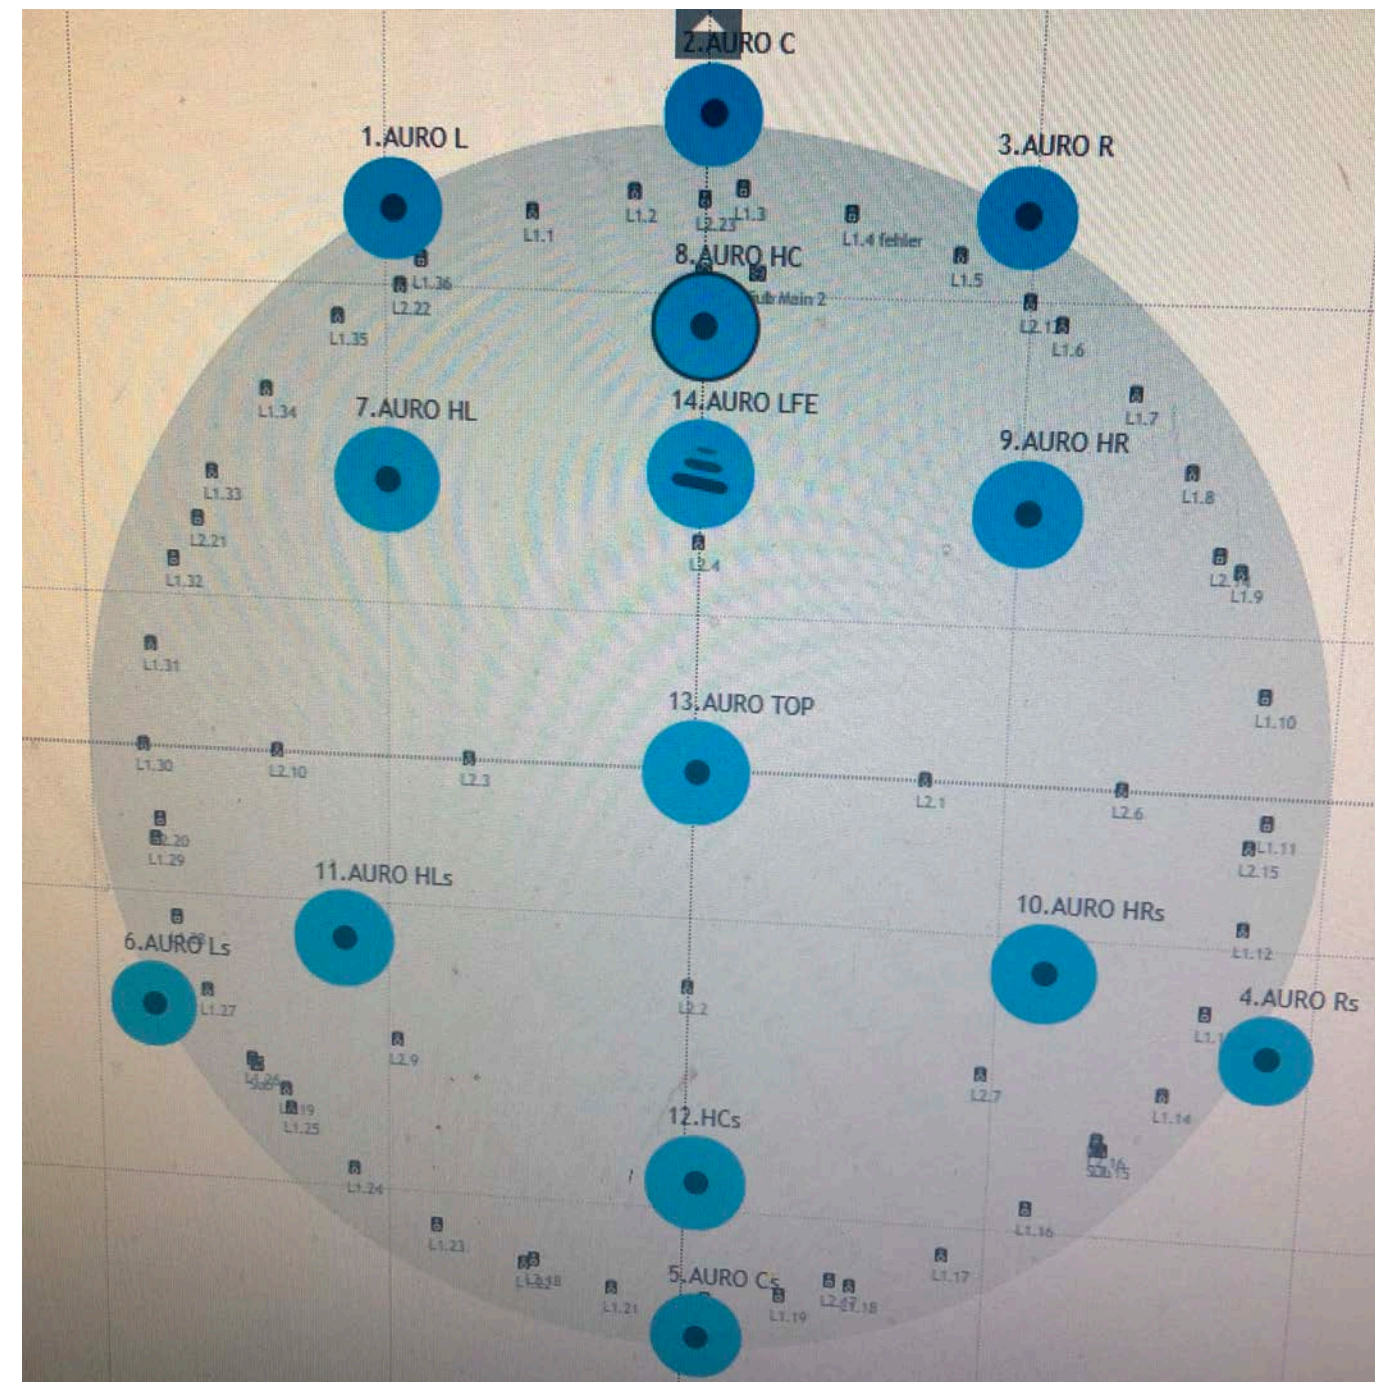 2.AURO C
1.AURO L
3.AURO R
L1.2
L1.3
L2.23
L1.1
L1.4 fehler
8.AURO HC
L1.5
L1.36
Sub Main 2
L2.22
L1.35
L1.6
14.AURO LFE
L1.34
7.AURO HL
L1.7
9.AURO HR
L1.33
L1.8
L2.21
L2.4
L1.32
L1.9
L1.31
13.AURO TOP
L1.10
L1.30
L2.10
L2.3
L2.1
L2.6
L1.29
L1.11
L2.15
11.AURO HLs
10.AURO HRs
6.AURO Ls
L1.12
4.AURO Rs
L1.27
L2.2
L2.9
L2.7
L1.25
12.HCs
L1.14
L1.24
L1.16
L1.23
5.AURO Cs
L1.17
L1.21
L1.19
L1.18